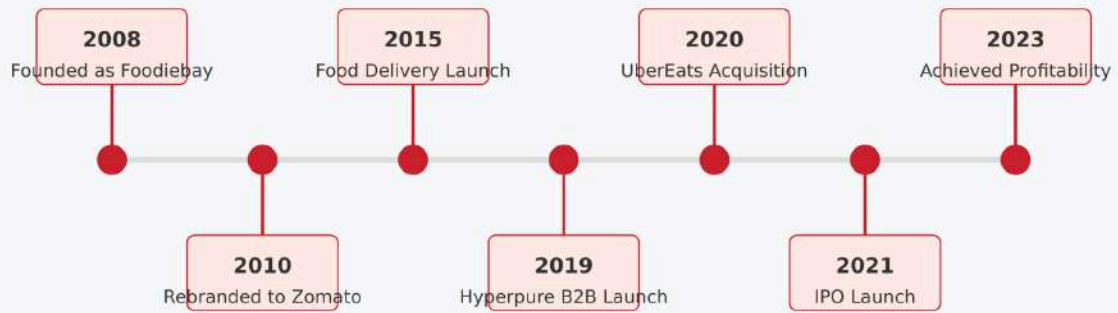 2008
Founded as Foodiebay
2015
Food Delivery Launch
2020
UberEats Acquisition
2023
Achieved Profitability
2010
Rebranded to Zomato
2019
Hyperpure B2B Launch
2021
IPO Launch